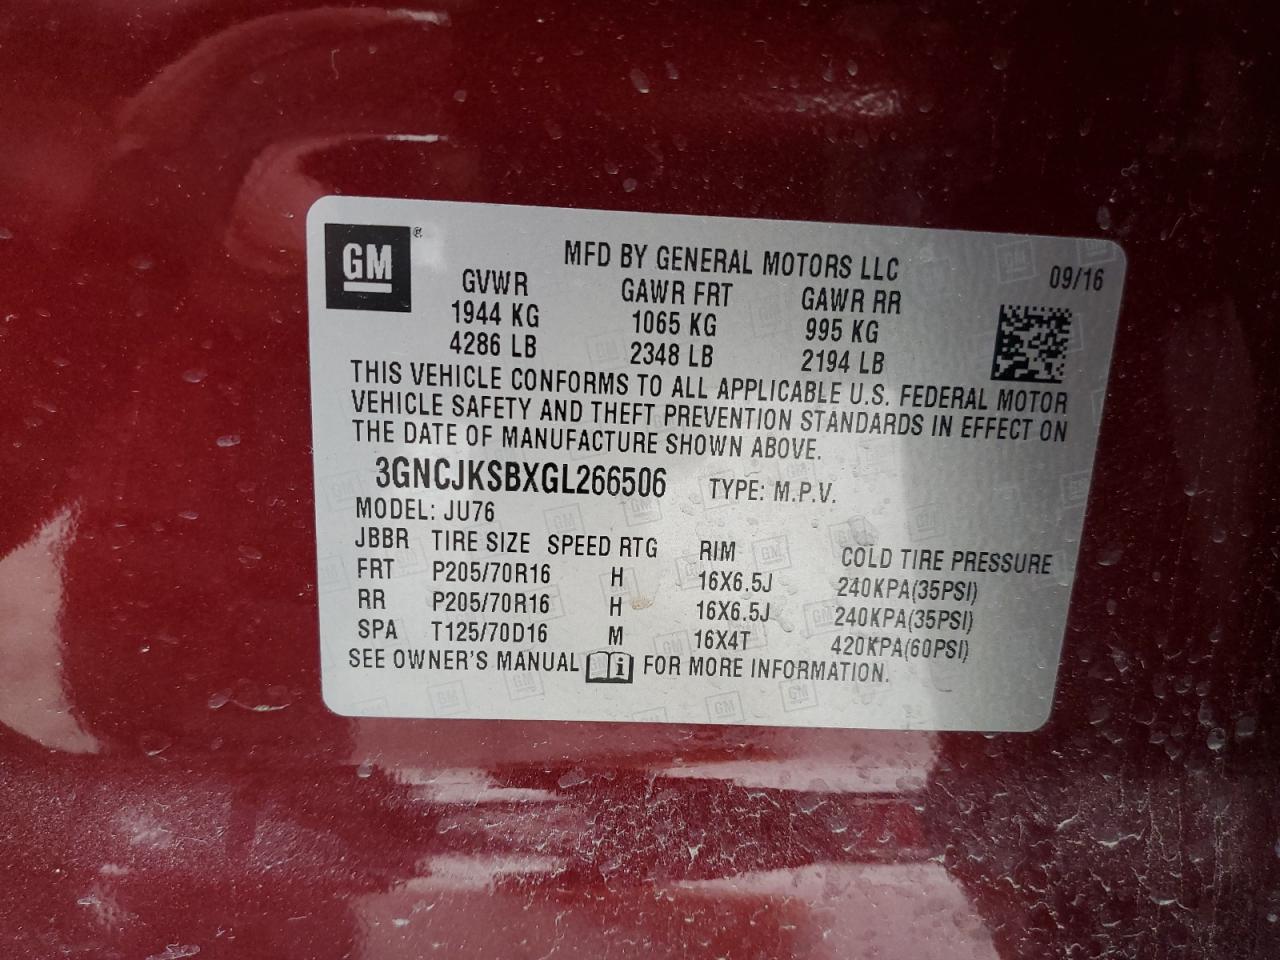 GM®
MFD BY GENERAL MOTORS LLC 09/16
GVWR GAWR FRT GAWR RR
1944 KG 1065 KG 995 KG
4286 LB 2348 LB 2194 LB
THIS VEHICLE CONFORMS TO ALL APPLICABLE U.S. FEDERAL MOTOR
VEHICLE SAFETY AND THEFT PREVENTION STANDARDS IN EFFECT ON
THE DATE OF MANUFACTURE SHOWN ABOVE.
3GNCJKSBXGL266506 TYPE: M.P.V.
MODEL: JU76
JBBR TIRE SIZE SPEED RTG RIM COLD TIRE PRESSURE
FRT P205/70R16 H 16X6.5J 240KPA(35PSI)
RR P205/70R16 H 16X6.5J 240KPA(35PSI)
SPA T125/70D16 M 16X4T 420KPA(60PSI)
SEE OWNER'S MANUAL i FOR MORE INFORMATION.